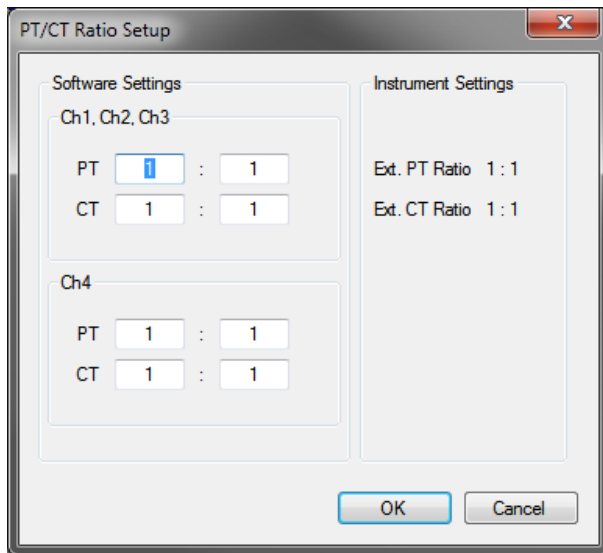 PT/CT Ratio Setup
Software Settings
Ch1, Ch2, Ch3
PT 1 : 1
CT 1 : 1
Ch4
PT 1 : 1
CT 1 : 1
Instrument Settings
Ext. PT Ratio 1 : 1
Ext. CT Ratio 1 : 1
OK Cancel